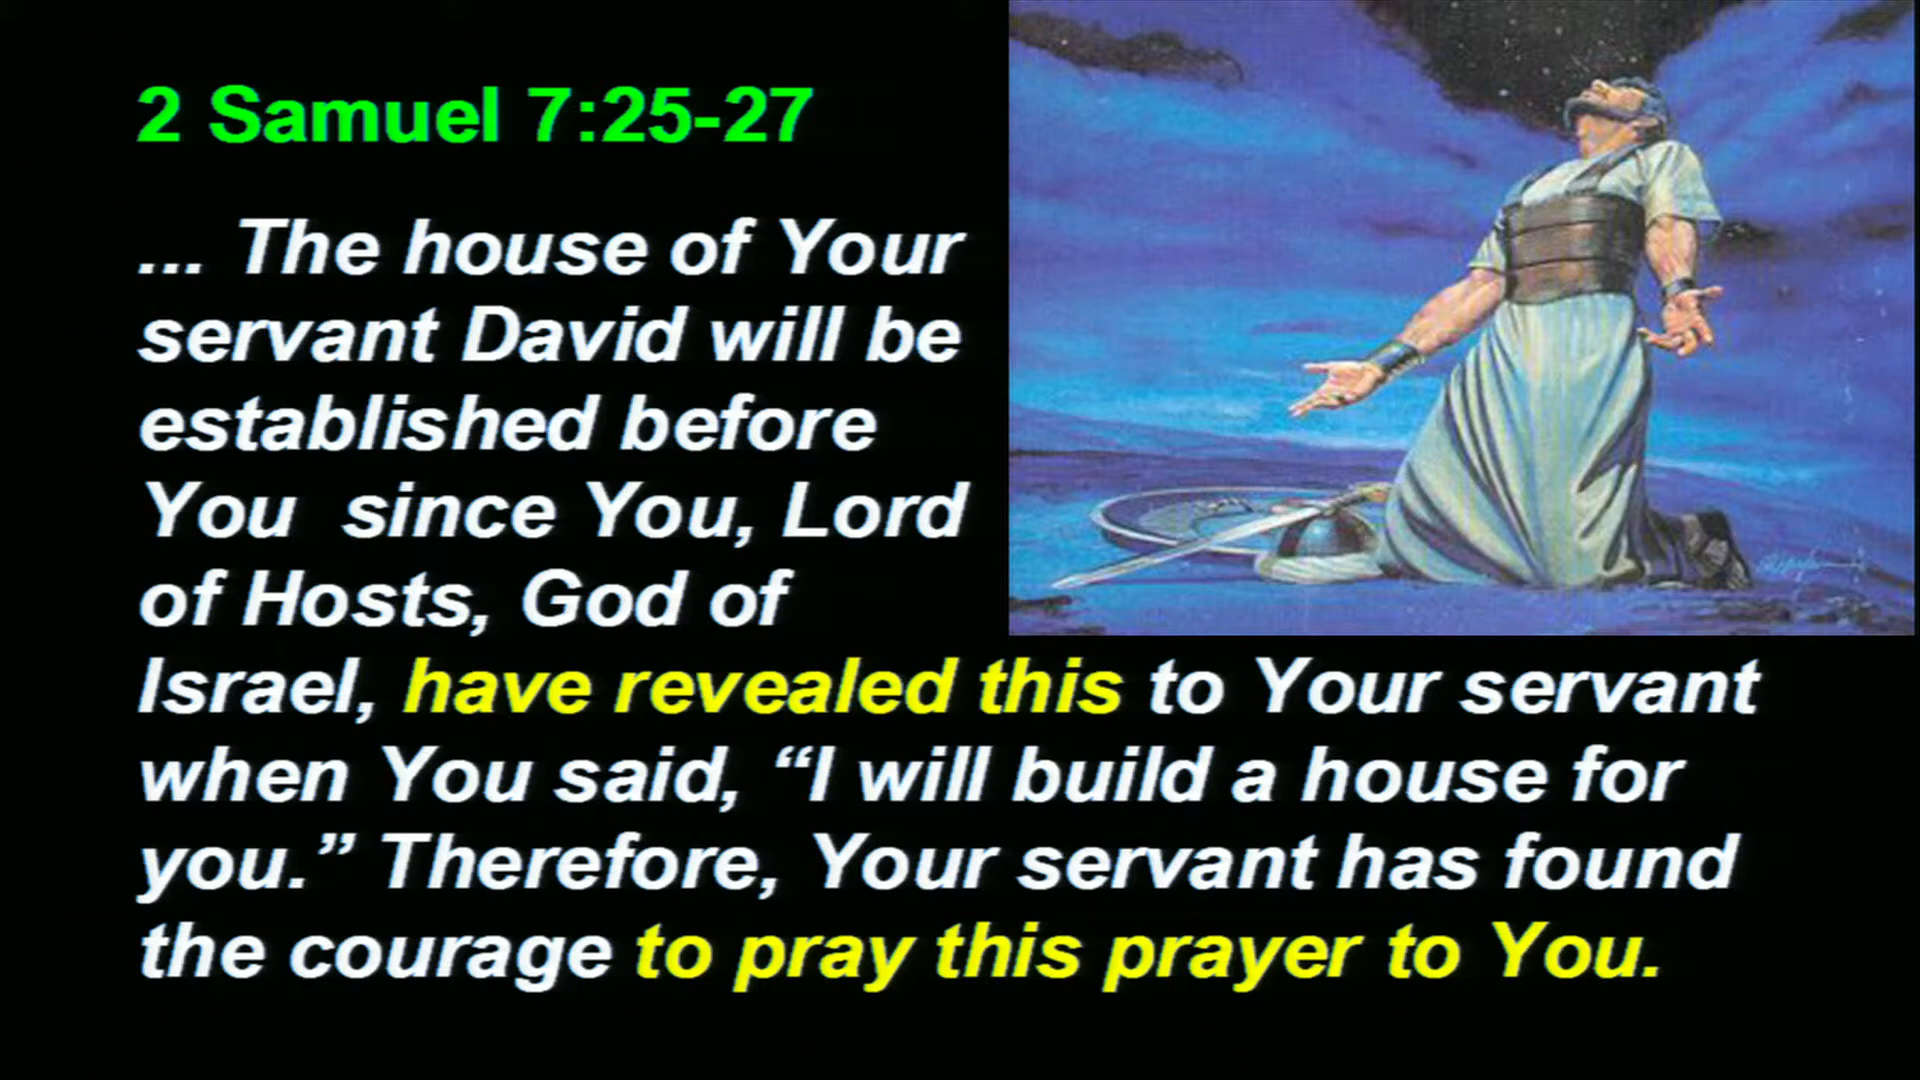 2 Samuel 7:25-27
... The house of Your
servant David will be
established before
You  since You, Lord
of Hosts, God of
Israel, have revealed this to Your servant
when You said, “I will build a house for
you.” Therefore, Your servant has found
the courage to pray this prayer to You.